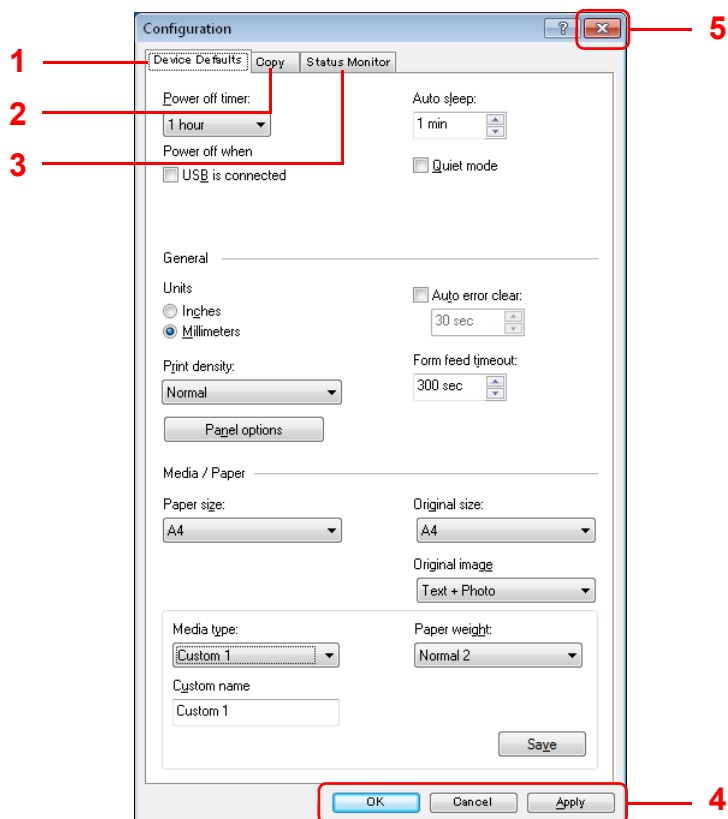 Configuration
?
5
1
Device Defaults
Copy
Status Monitor
2
3
Power off timer:
Auto sleep:
1 hour
1 min
Power off when
USB is connected
Quiet mode
General
Units
Auto error clear:
Inches
30 sec
Millimeters
Print density:
Form feed timeout:
Normal
300 sec
Panel options
Media / Paper
Paper size:
Original size:
A4
A4
Original image
Text + Photo
Media type:
Paper weight:
Custom 1
Normal 2
Custom name
Custom 1
Save
OK
Cancel
Apply
4